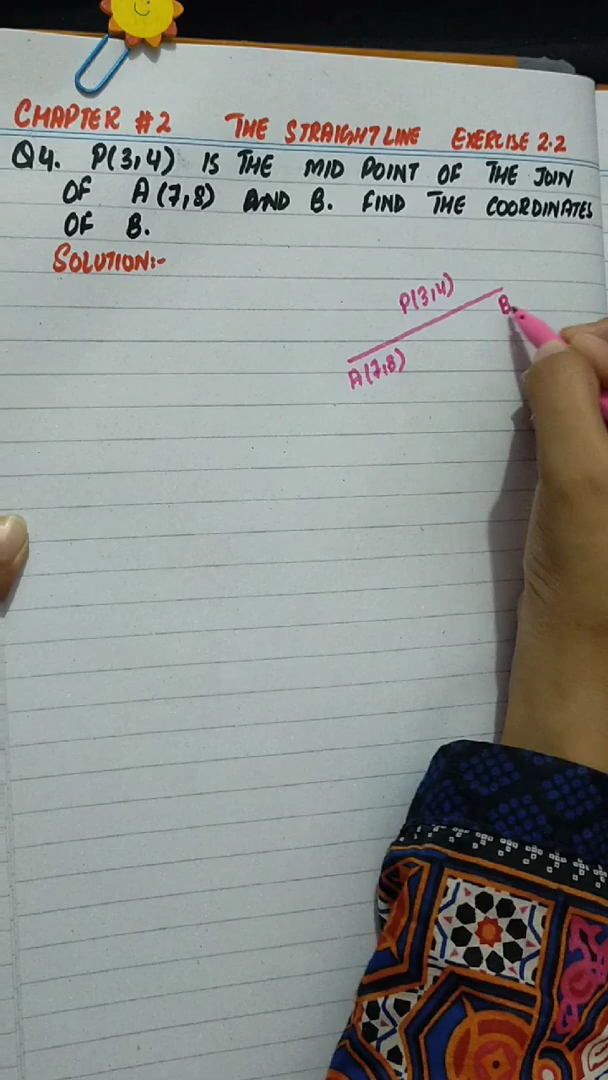 CHAPTER #2 THE STRAIGHT LINE EXERCISE 2.2
Q4. P(3,4) IS THE MID POINT OF THE JOIN
OF A(7,8) AND B. FIND THE COORDINATES
OF B.
SOLUTION:-
P(3,4)
B
A(7,8)